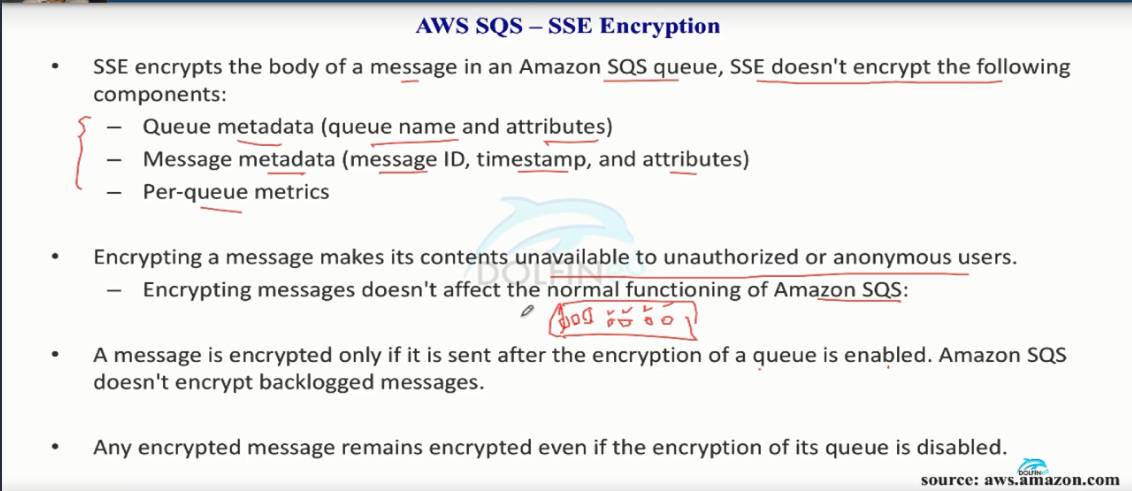 AWS SQS – SSE Encryption
• SSE encrypts the body of a message in an Amazon SQS queue, SSE doesn't encrypt the following
components:
– Queue metadata (queue name and attributes)
– Message metadata (message ID, timestamp, and attributes)
– Per-queue metrics
DOLFIN
• Encrypting a message makes its contents unavailable to unauthorized or anonymous users.
– Encrypting messages doesn't affect the normal functioning of Amazon SQS:
• A message is encrypted only if it is sent after the encryption of a queue is enabled. Amazon SQS
doesn't encrypt backlogged messages.
• Any encrypted message remains encrypted even if the encryption of its queue is disabled.
DOLFIN
source: aws.amazon.com